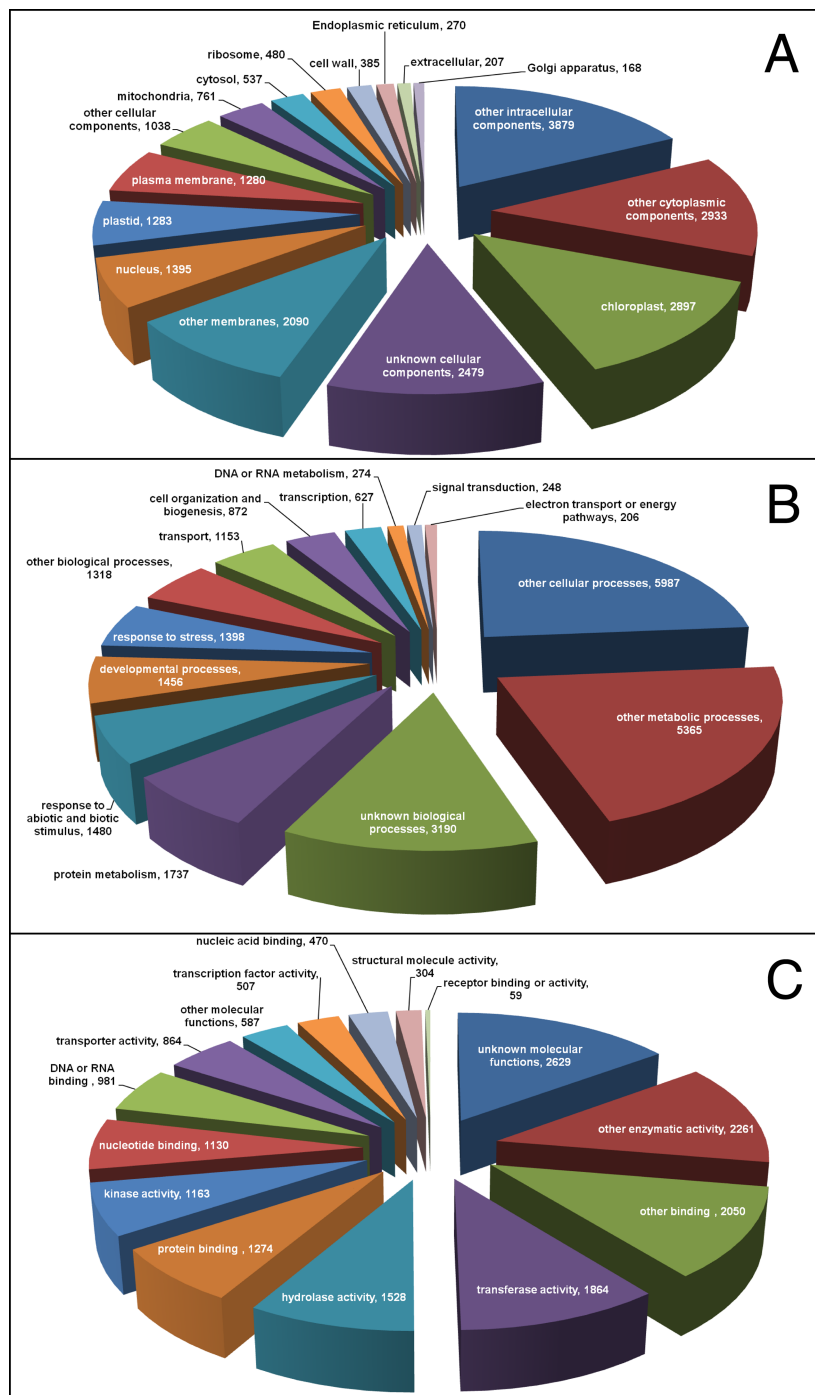 A
Endoplasmic reticulum, 270
ribosome, 480
cell wall, 385
extracellular, 207
Golgi apparatus, 168
cytosol, 537
mitochondria, 761
other cellular
components, 1038
other intracellular
components, 3879
plasma membrane, 1280
other cytoplasmic
components, 2933
plastid, 1283
nucleus, 1395
chloroplast, 2897
other membranes, 2090
unknown cellular
components, 2479
B
DNA or RNA metabolism, 274
signal transduction, 248
cell organization and
biogenesis, 872
transcription, 627
electron transport or energy
pathways, 206
transport, 1153
other biological processes,
1318
other cellular processes, 5987
response to stress, 1398
developmental processes,
1456
other metabolic processes,
5365
response to
abiotic and biotic
stimulus, 1480
unknown biological
processes, 3190
protein metabolism, 1737
C
nucleic acid binding, 470
structural molecule activity,
304
transcription factor activity,
507
receptor binding or activity,
59
other molecular
functions, 587
transporter activity, 864
unknown molecular
functions, 2629
DNA or RNA
binding , 981
other enzymatic activity, 2261
nucleotide binding, 1130
kinase activity, 1163
other binding , 2050
protein binding , 1274
hydrolase activity, 1528
transferase activity, 1864